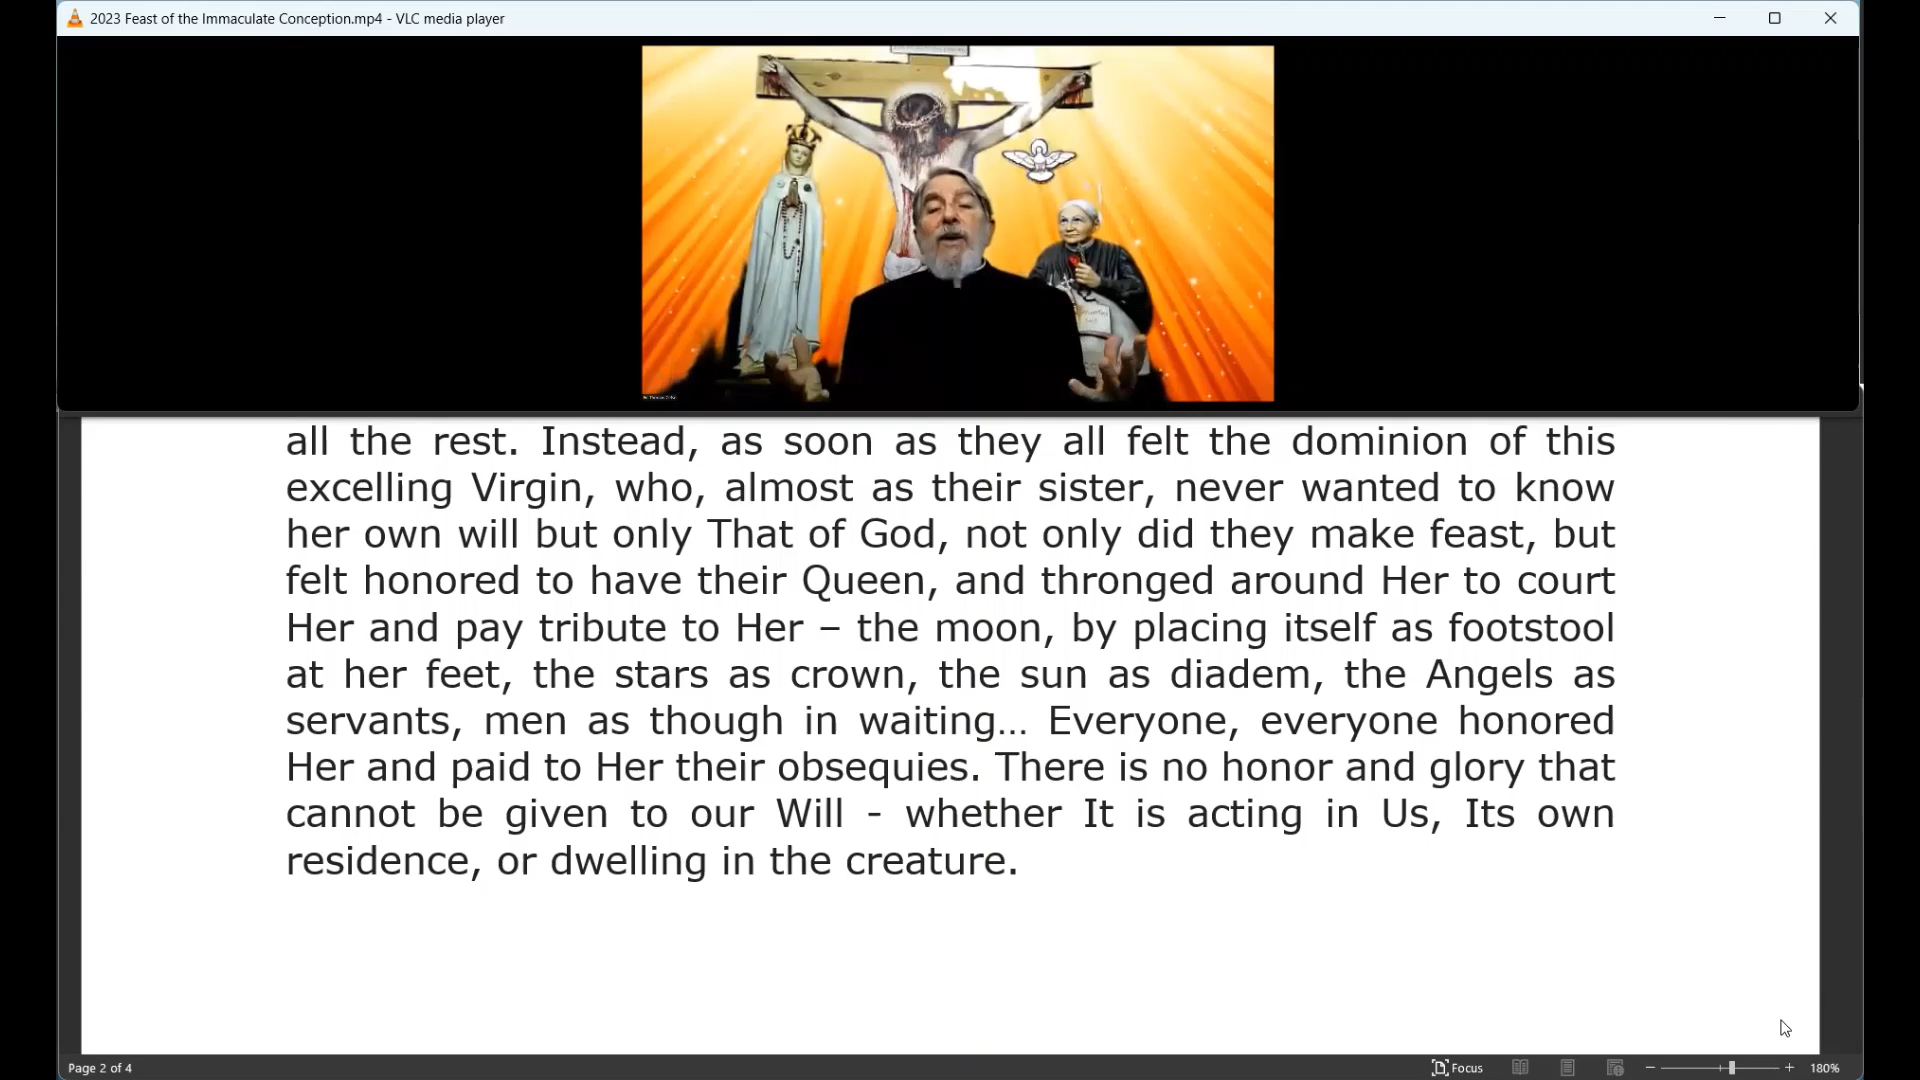 2023 Feast of the Immaculate Conception.mp4 - VLC media player
all the rest. Instead, as soon as they all felt the dominion of this
excelling Virgin, who, almost as their sister, never wanted to know
her own will but only That of God, not only did they make feast, but
felt honored to have their Queen, and thronged around Her to court
Her and pay tribute to Her – the moon, by placing itself as footstool
at her feet, the stars as crown, the sun as diadem, the Angels as
servants, men as though in waiting... Everyone, everyone honored
Her and paid to Her their obsequies. There is no honor and glory that
cannot be given to our Will - whether It is acting in Us, Its own
residence, or dwelling in the creature.
Page 2 of 4
Focus
180%